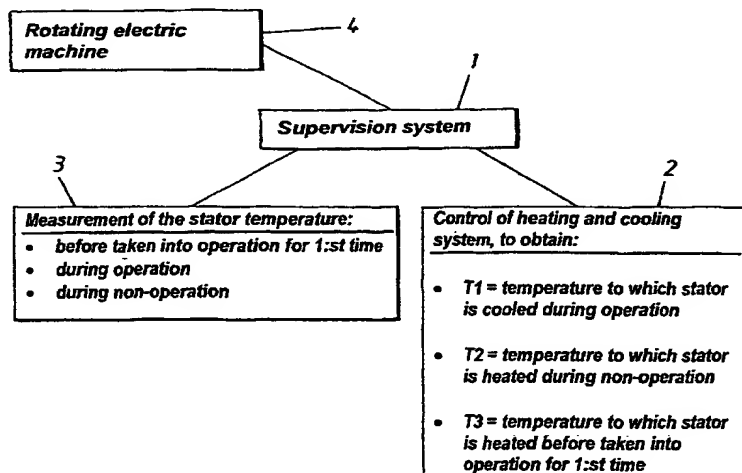 Rotating electric
machine
4
1
Supervision system
3
2
Measurement of the stator temperature:
• before taken into operation for 1:st time
• during operation
• during non-operation
Control of heating and cooling
system, to obtain:
• T1 = temperature to which stator
is cooled during operation
• T2 = temperature to which stator
is heated during non-operation
• T3 = temperature to which stator
is heated before taken into
operation for 1:st time